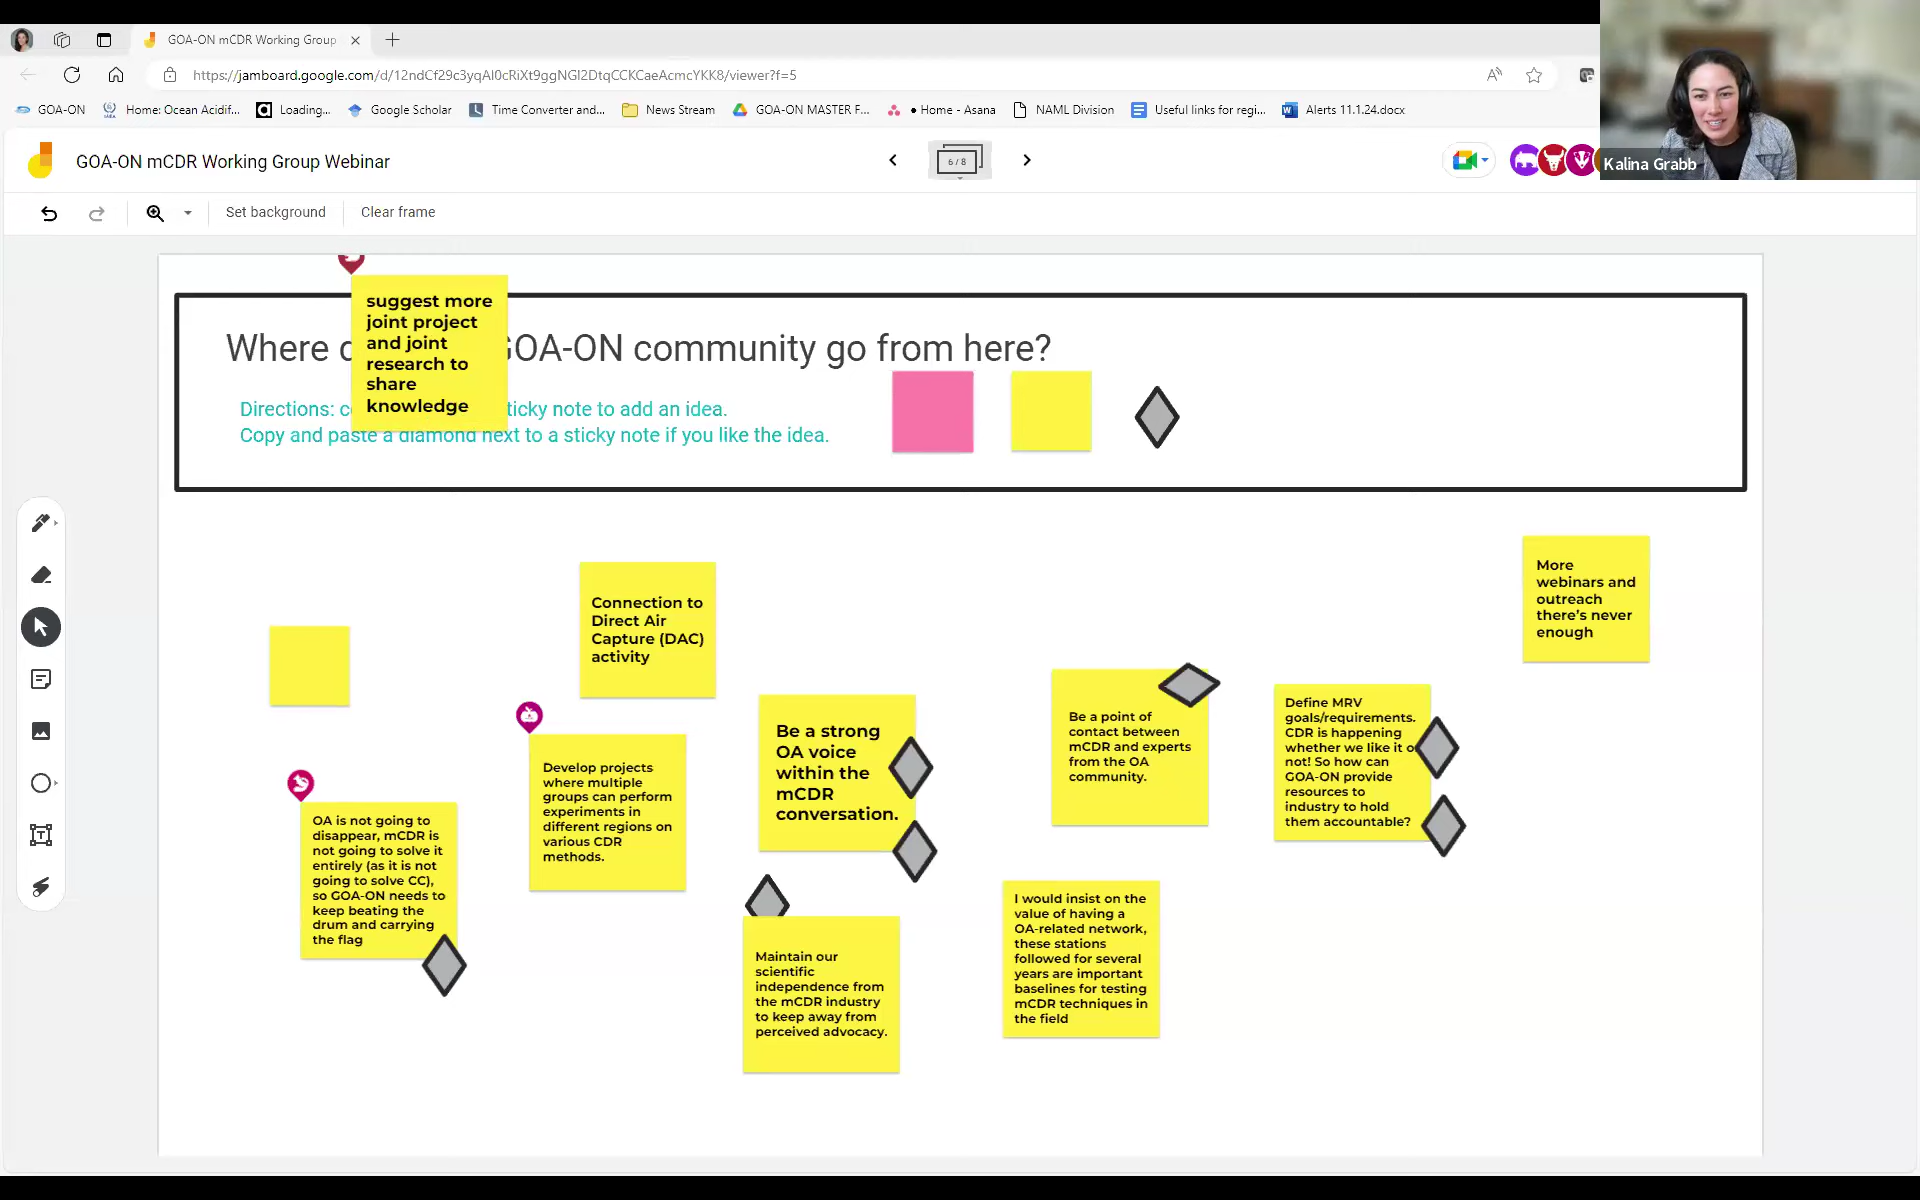 GOA-ON mCDR Working Group
https://jamboard.google.com/d/12ndCf29c3yqAl0cRiXt9ggNGl2DtqCCKCaeAcmcYKK8/viewer?f=5
GOA-ON
Home: Ocean Acidif...
Loading...
Google Scholar
Time Converter and...
News Stream
GOA-ON MASTER F...
Home - Asana
NAML Division
Useful links for regi...
Alerts 11.1.24.docx
Kalina Grabb
GOA-ON mCDR Working Group Webinar
6 / 8
Set background
Clear frame
suggest more
joint project
and joint
research to
share
knowledge
Where d GOA-ON community go from here?
Directions: c ticky note to add an idea.
Copy and paste a diamond next to a sticky note if you like the idea.
More
webinars and
outreach
there's never
enough
Connection to
Direct Air
Capture (DAC)
activity
Be a strong
OA voice
within the
mCDR
conversation.
Be a point of
contact between
mCDR and experts
from the OA
community.
Define MRV
goals/requirements.
CDR is happening
whether we like it o
not! So how can
GOA-ON provide
resources to
industry to hold
them accountable?
Develop projects
where multiple
groups can perform
experiments in
different regions on
various CDR
methods.
OA is not going to
disappear, mCDR is
not going to solve it
entirely (as it is not
going to solve CC),
so GOA-ON needs to
keep beating the
drum and carrying
the flag
Maintain our
scientific
independence from
the mCDR industry
to keep away from
perceived advocacy.
I would insist on the
value of having a
OA-related network,
these stations
followed for several
years are important
baselines for testing
mCDR techniques in
the field